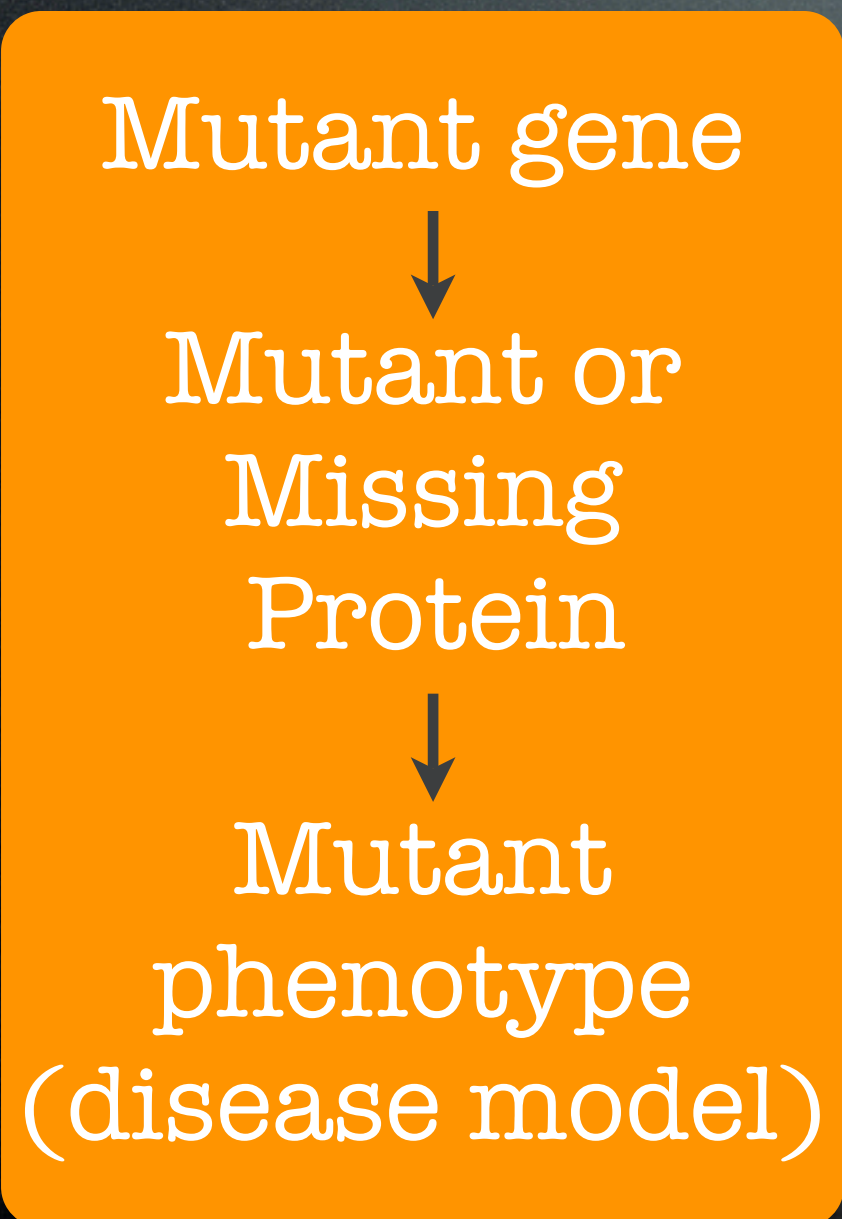 Mutant gene
Mutant or
Missing
Protein
Mutant
phenotype
(disease model)